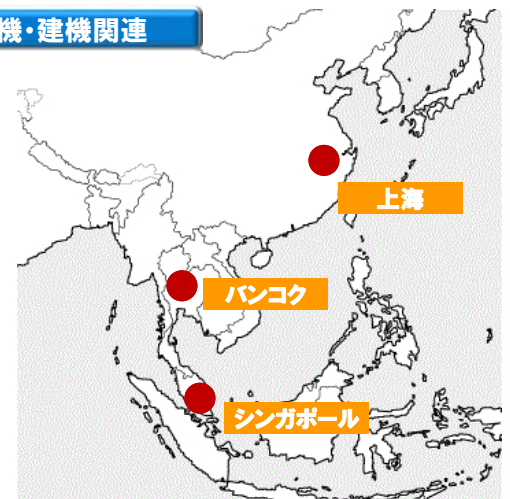 機・建機関連
上海
バンコク
シンガポール